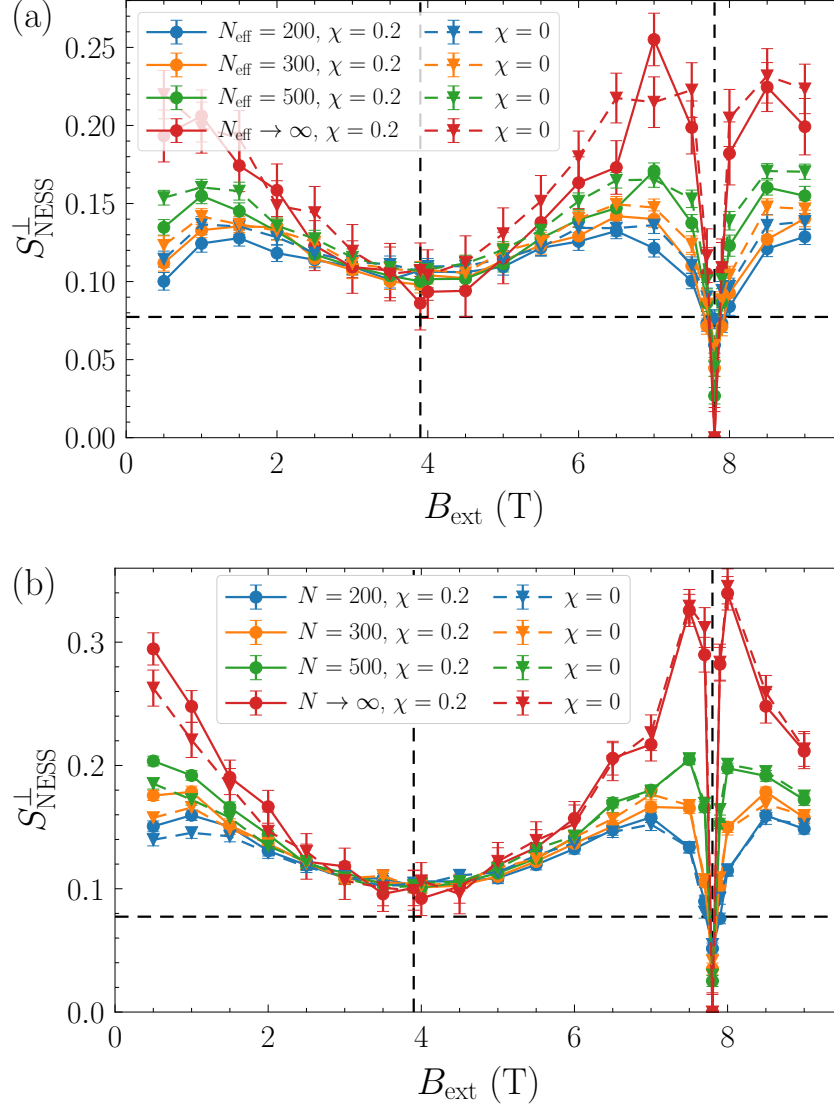 (a)
N_eff = 200, χ = 0.2 χ = 0
N_eff = 300, χ = 0.2 χ = 0
N_eff = 500, χ = 0.2 χ = 0
N_eff → ∞, χ = 0.2 χ = 0
S^⊥_NESS
0.25
0.20
0.15
0.10
0.05
0.00
0 2 4 6 8
B_ext (T)
(b)
N = 200, χ = 0.2 χ = 0
N = 300, χ = 0.2 χ = 0
N = 500, χ = 0.2 χ = 0
N → ∞, χ = 0.2 χ = 0
S^⊥_NESS
0.3
0.2
0.1
0.0
0 2 4 6 8
B_ext (T)